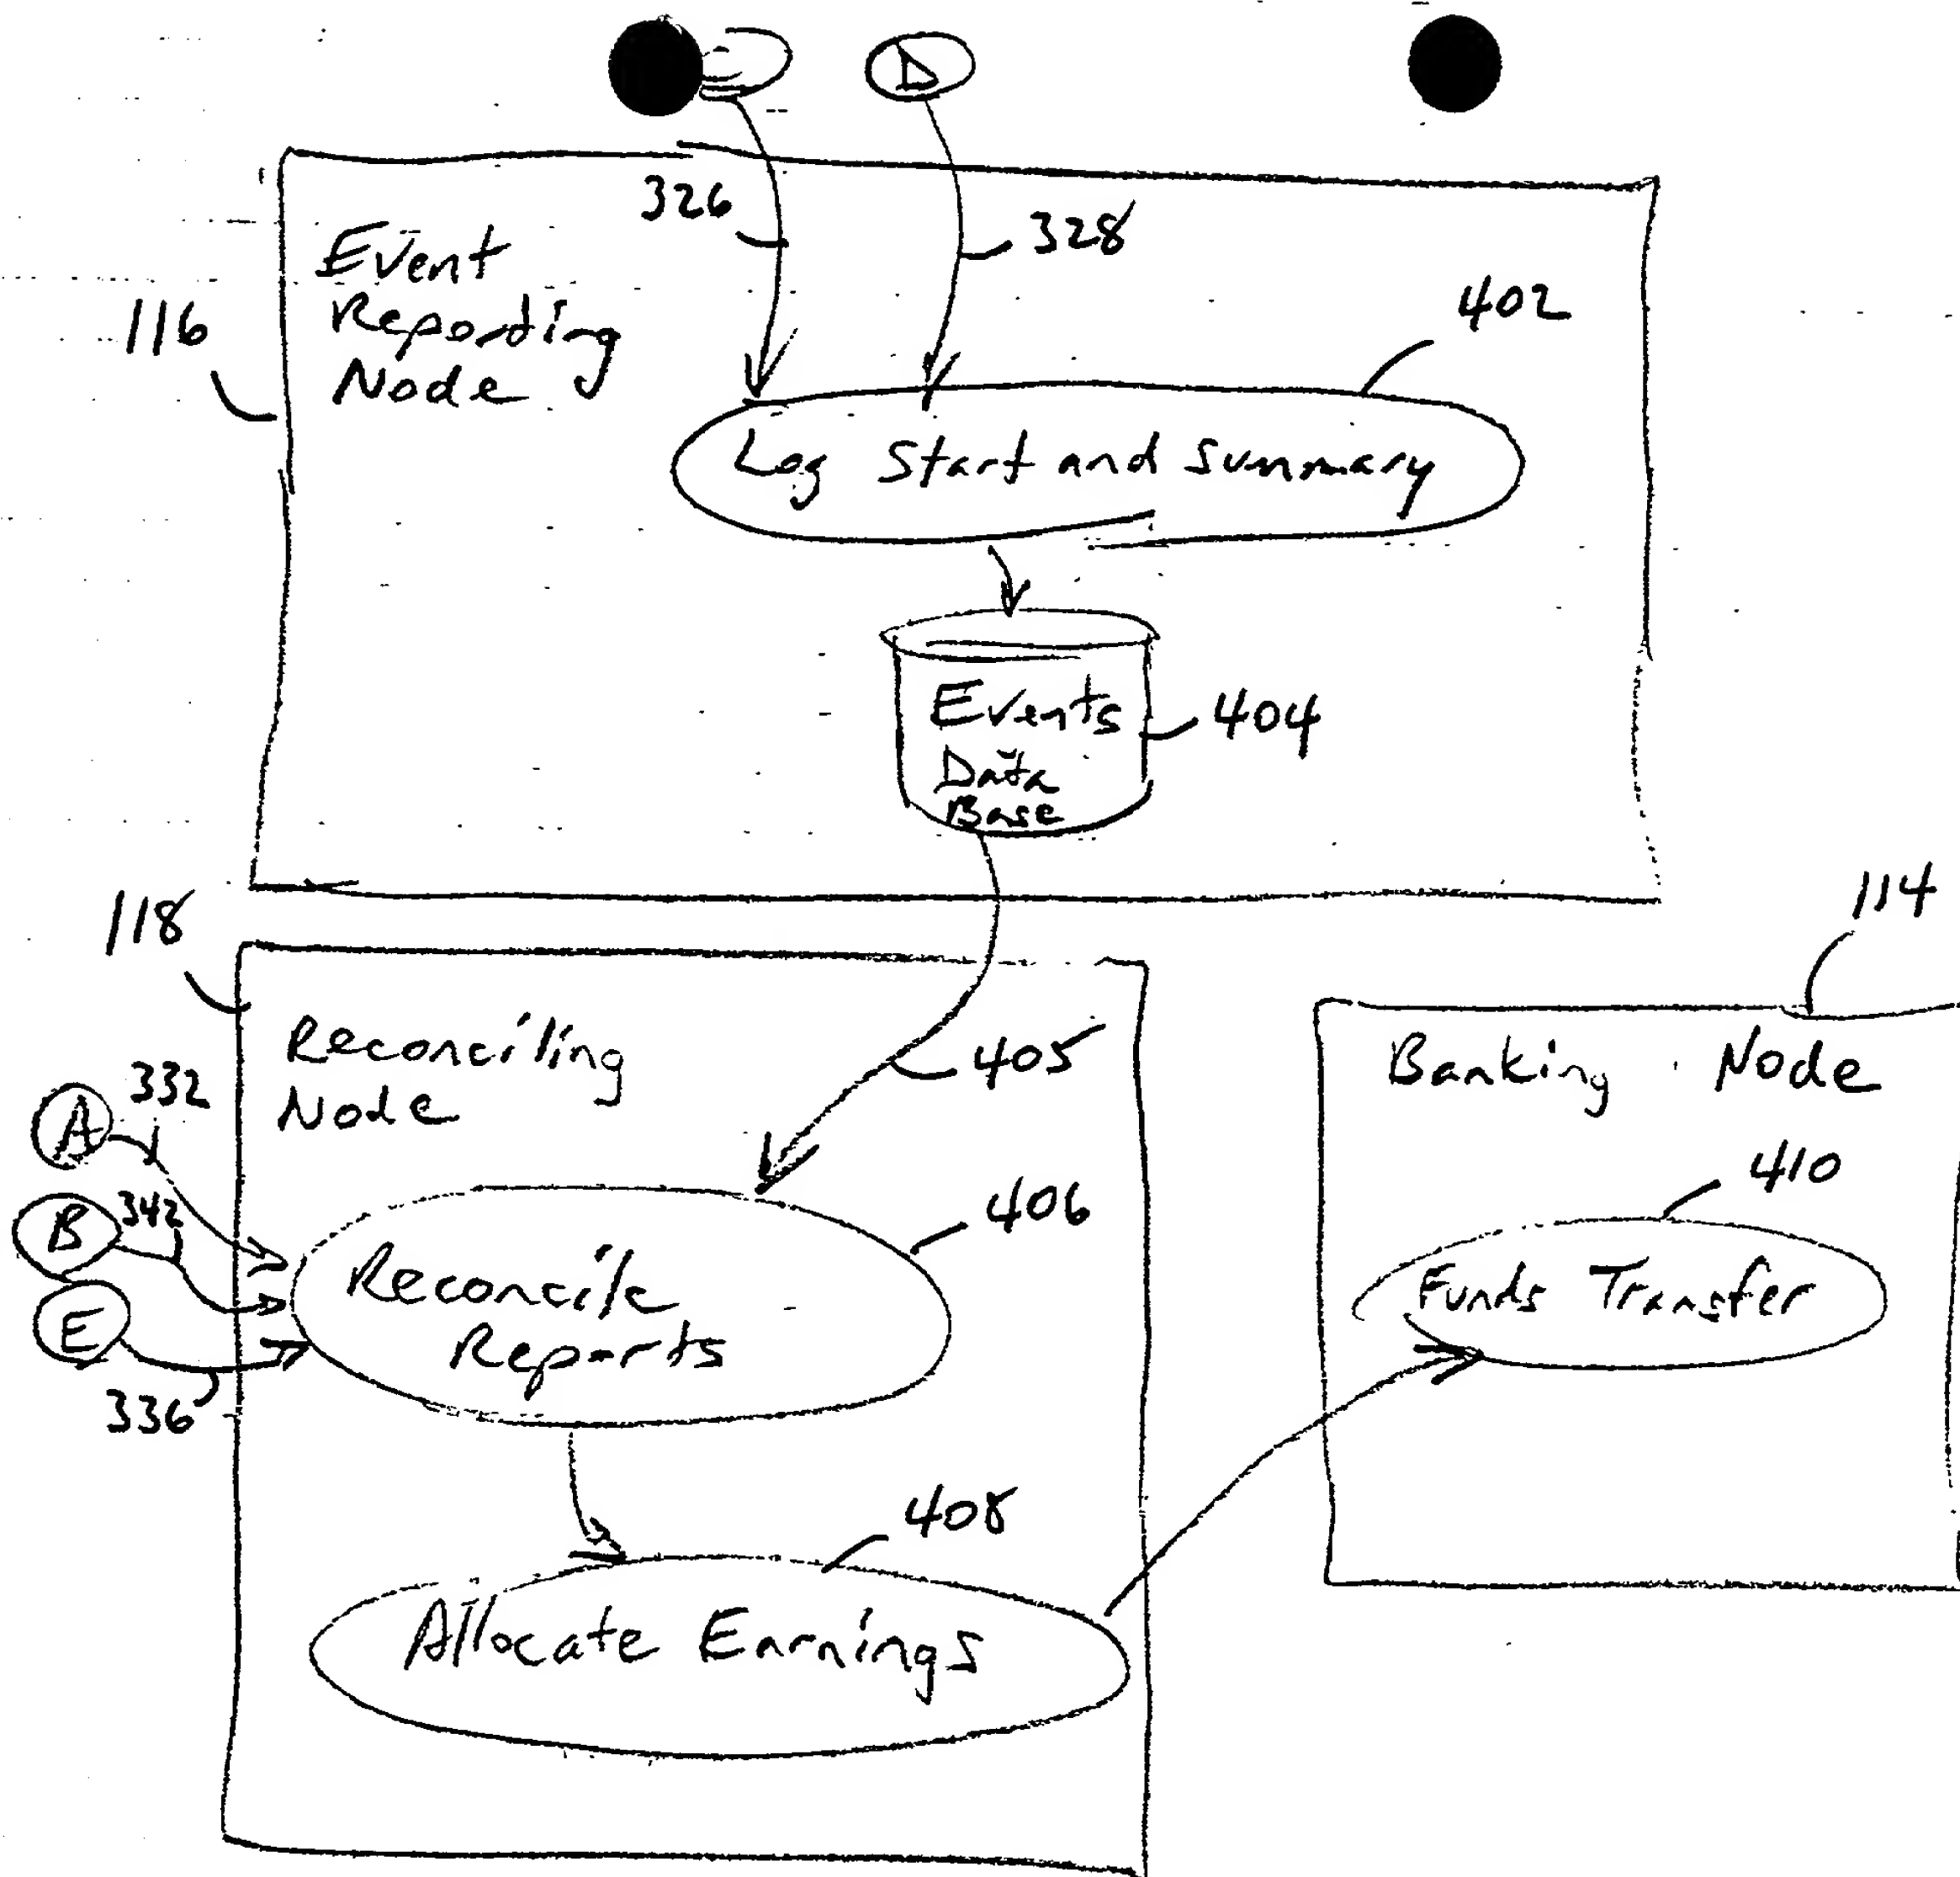 D
326
328
Event
Reporting
Node
116
402
Log Start and Summary
Events
Data
Base
404
118
114
Reconciling
Node
405
Banking Node
332
A
342
B
E
336
406
410
Reconcile
Reports
Funds Transfer
408
Allocate Earnings